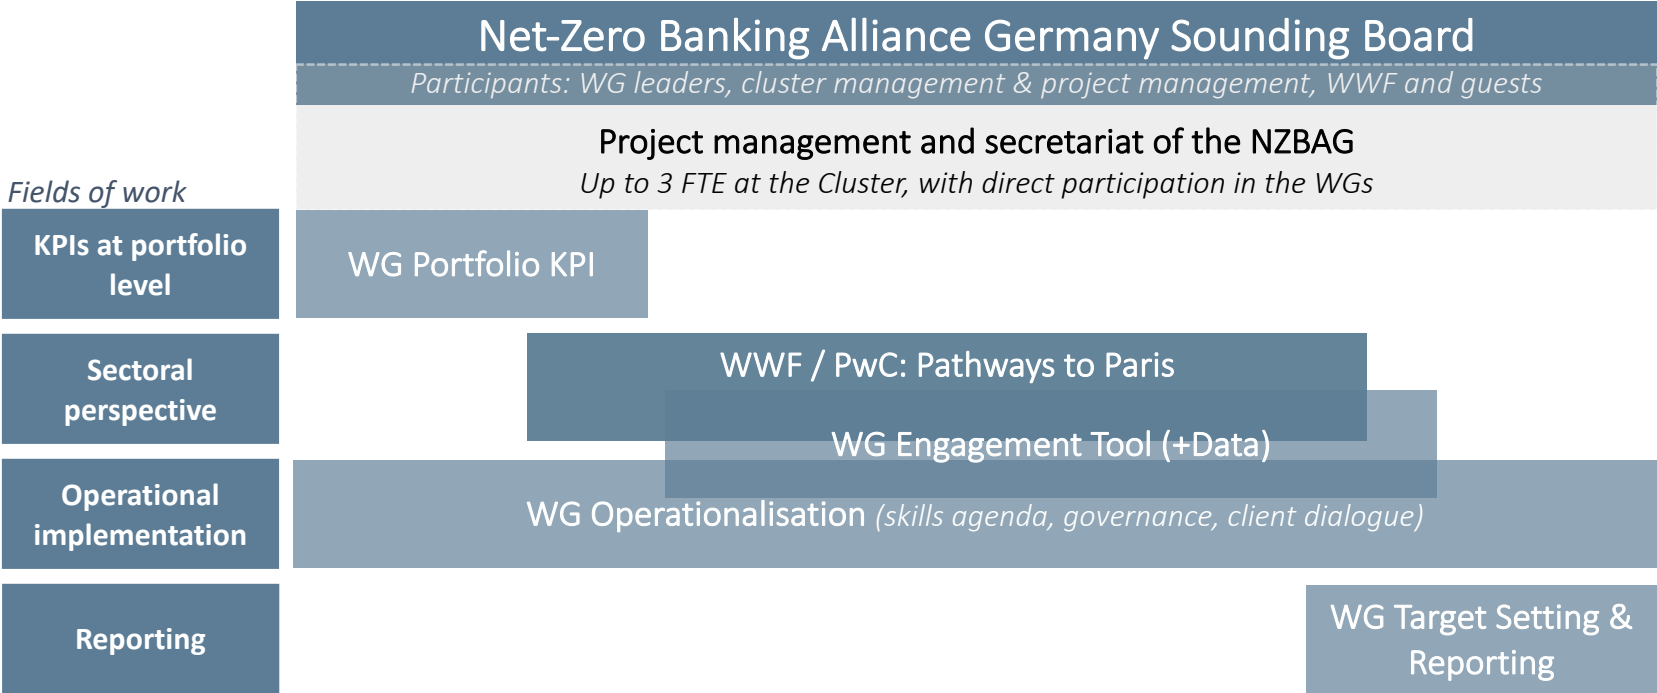 Net-Zero Banking Alliance Germany Sounding Board
Participants: WG leaders, cluster management & project management, WWF and guests
Project management and secretariat of the NZBAG
Up to 3 FTE at the Cluster, with direct participation in the WGs
Fields of work
KPIs at portfolio
level
WG Portfolio KPI
Sectoral
perspective
WWF / PwC: Pathways to Paris
WG Engagement Tool (+Data)
Operational
implementation
WG Operationalisation (skills agenda, governance, client dialogue)
Reporting
WG Target Setting &
Reporting